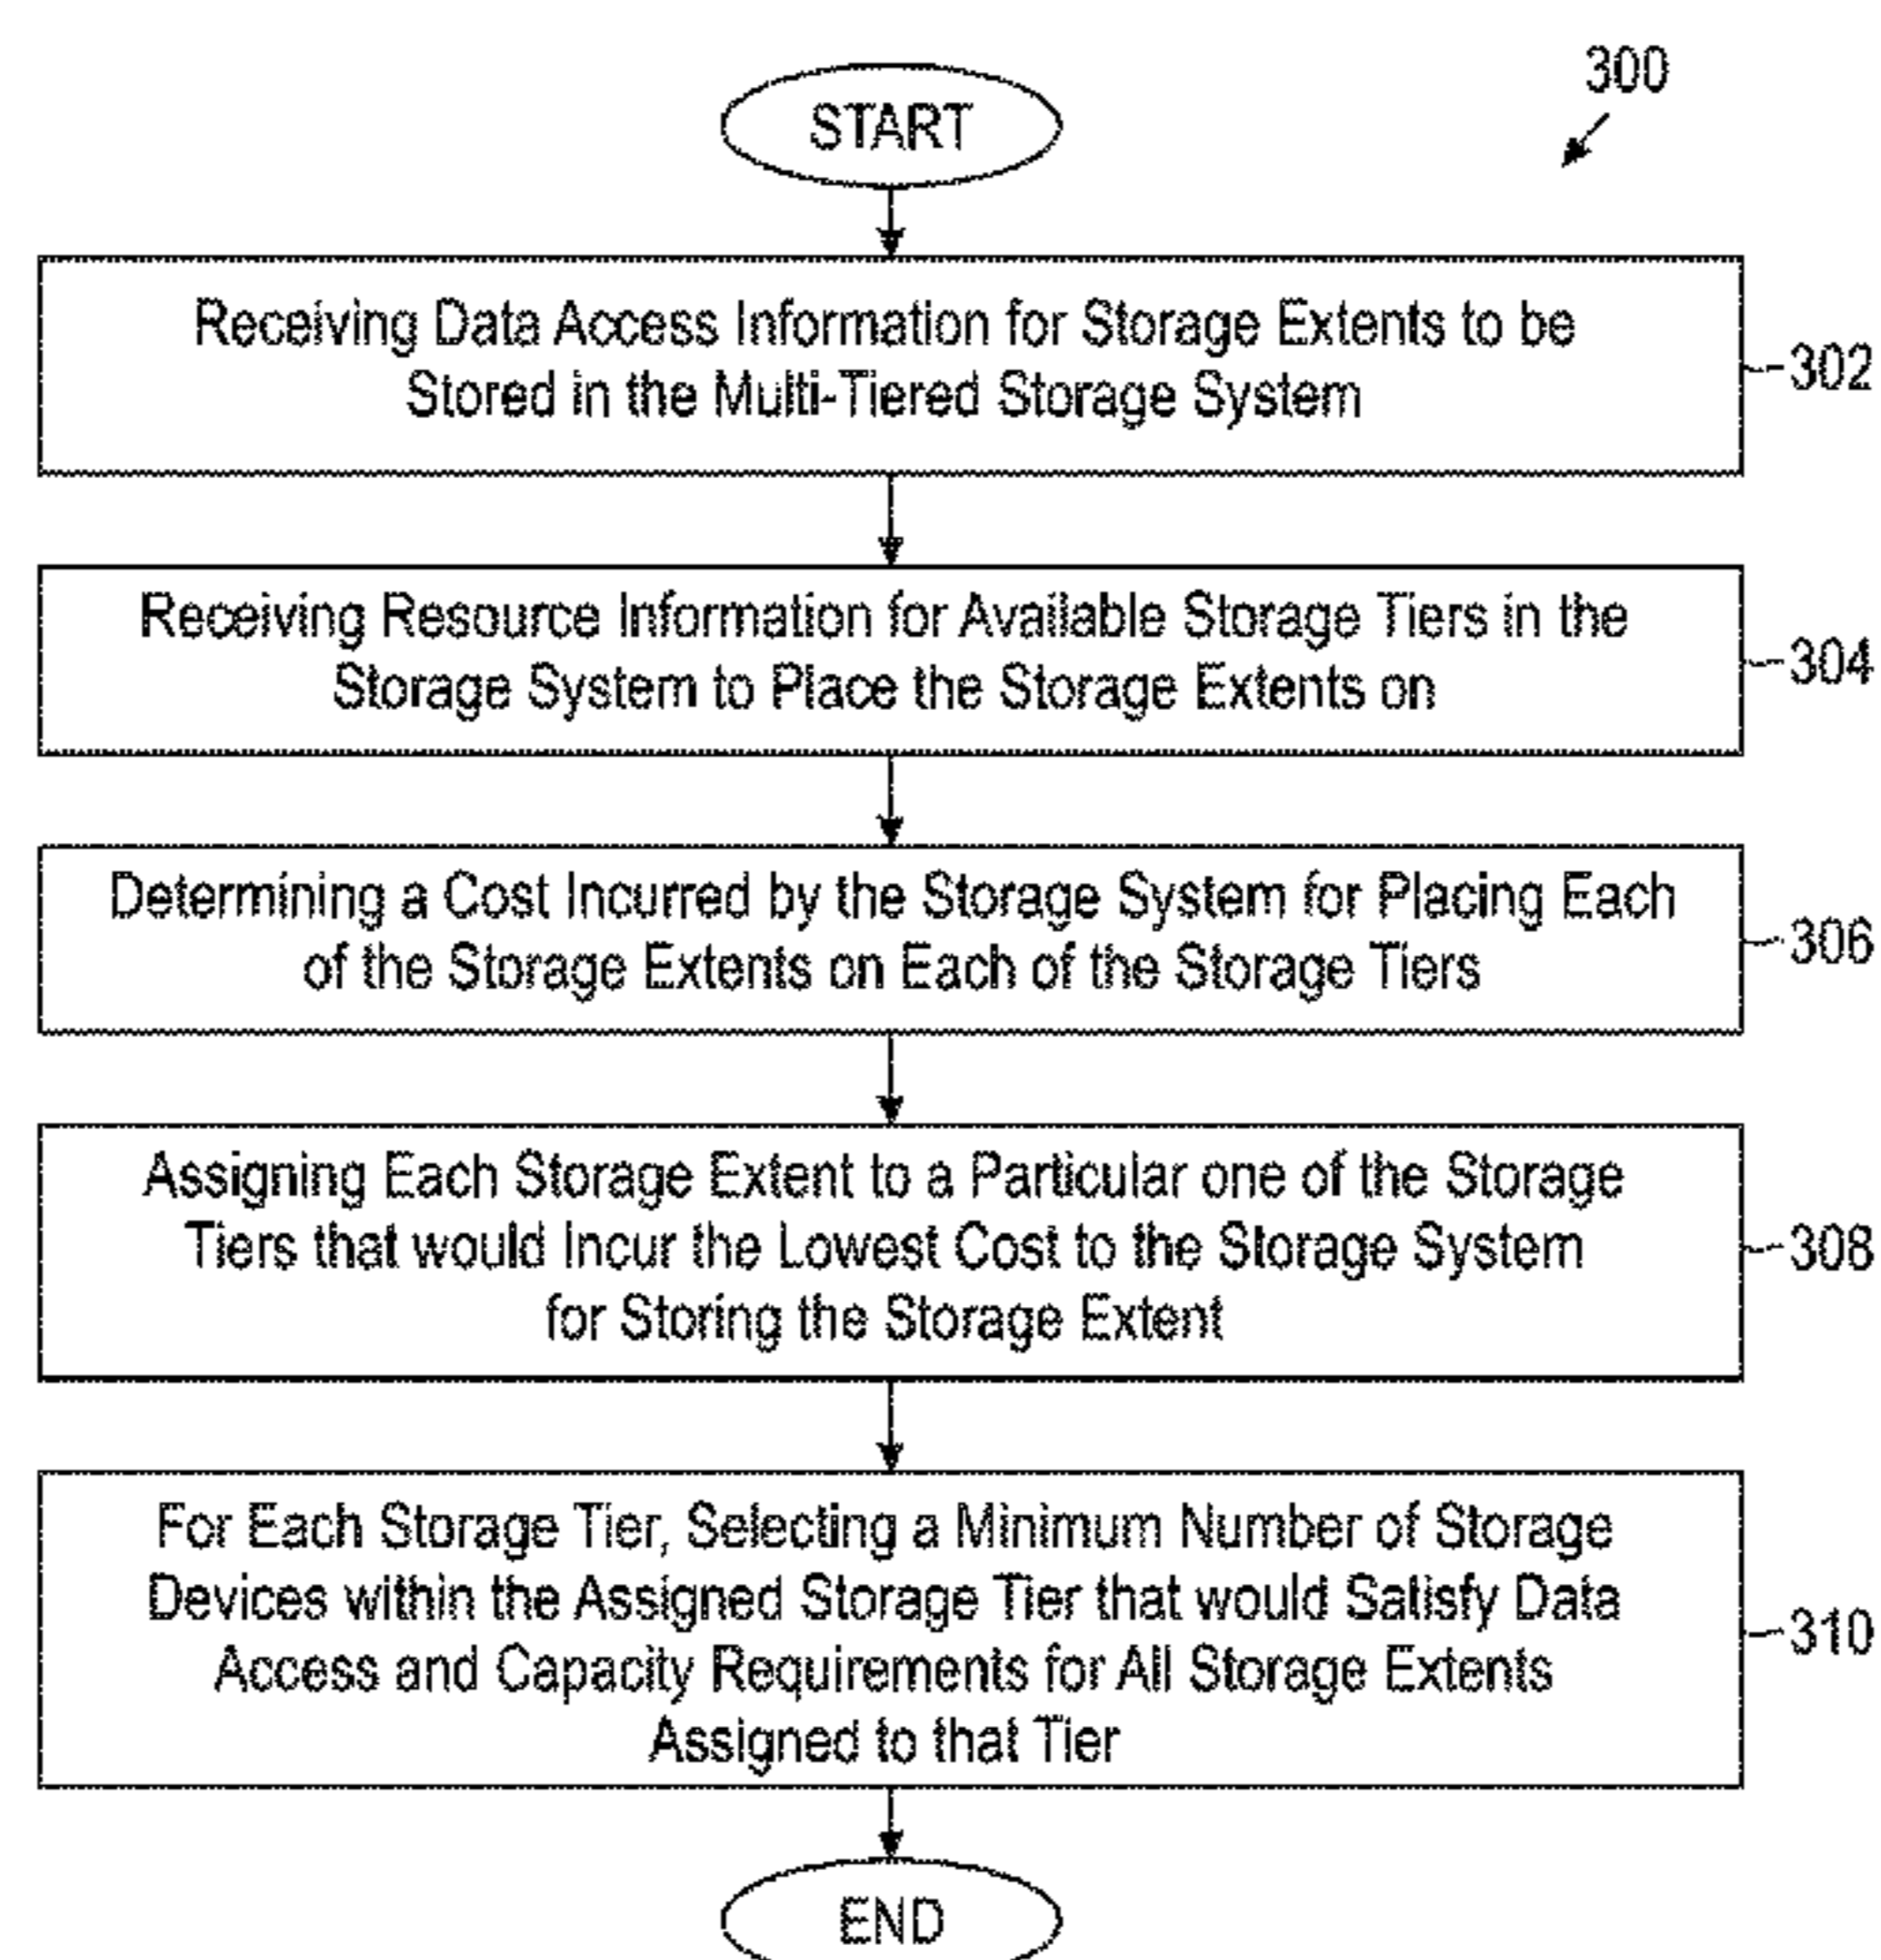 300
START
Receiving Data Access Information for Storage Extents to be
Stored in the Multi-Tiered Storage System
302
Receiving Resource Information for Available Storage Tiers in the
Storage System to Place the Storage Extents on
304
Determining a Cost Incurred by the Storage System for Placing Each
of the Storage Extents on Each of the Storage Tiers
306
Assigning Each Storage Extent to a Particular one of the Storage
Tiers that would Incur the Lowest Cost to the Storage System
for Storing the Storage Extent
308
For Each Storage Tier, Selecting a Minimum Number of Storage
Devices within the Assigned Storage Tier that would Satisfy Data
Access and Capacity Requirements for All Storage Extents
Assigned to that Tier
310
END